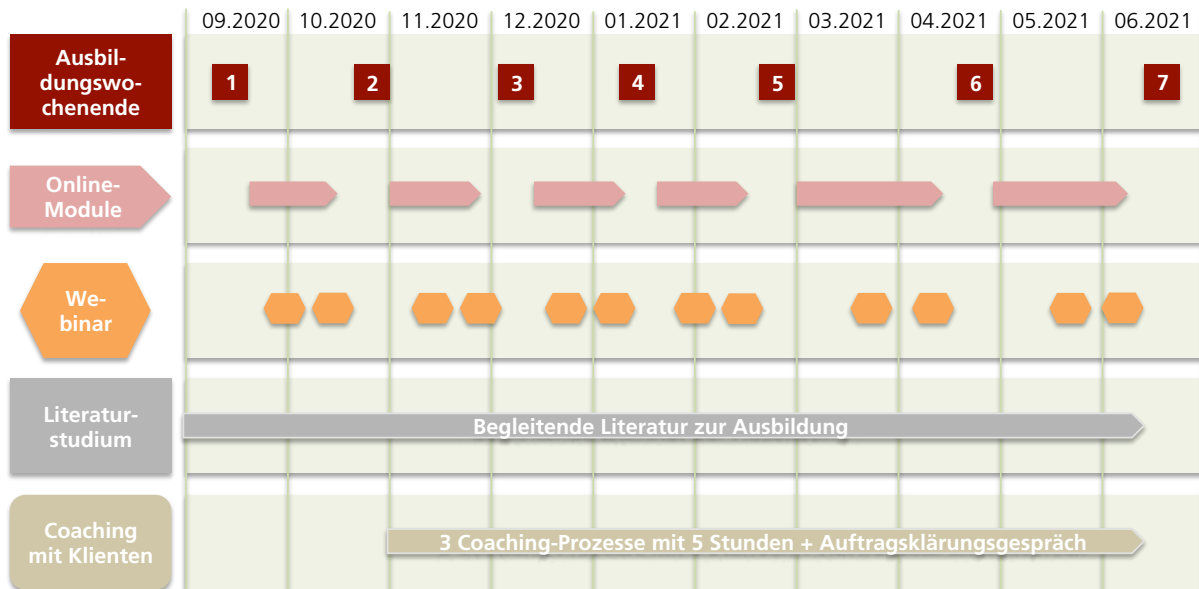 09.2020 10.2020 11.2020 12.2020 01.2021 02.2021 03.2021 04.2021 05.2021 06.2021
Ausbil-
dungswo-
chenende
1 2 3 4 5 6 7
Online-
Module
We-
binar
Literatur-
studium
Begleitende Literatur zur Ausbildung
Coaching
mit Klienten
3 Coaching-Prozesse mit 5 Stunden + Auftragsklärungsgespräch